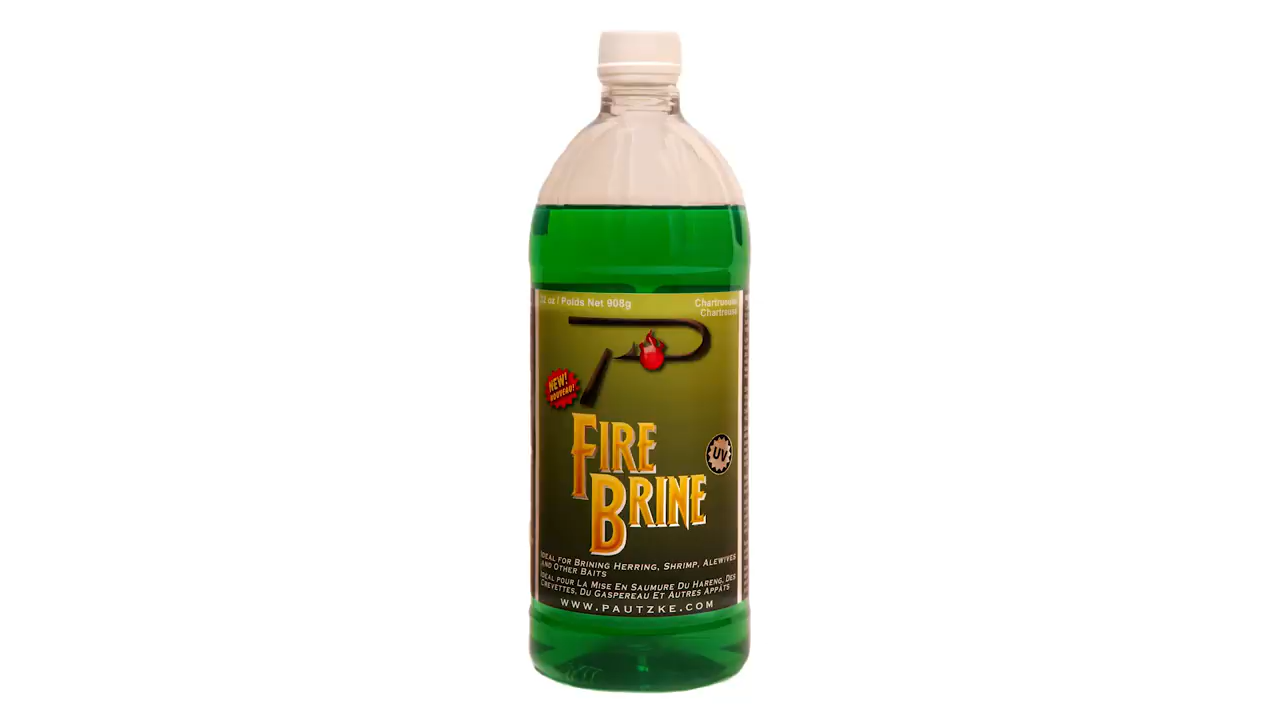 oz / Poids Net 908g
Chartreuse
Chartreuse
NEW!
NOUVEAU!
FIRE
BRINE
UV
IDEAL FOR BRINING HERRING, SHRIMP, ALEWIVES
AND OTHER BAITS
IDEAL POUR LA MISE EN SAUMURE DU HARENG, DES
CREVETTES, DU GASPEREAU ET AUTRES APPÂTS
WWW.PAUTZKE.COM